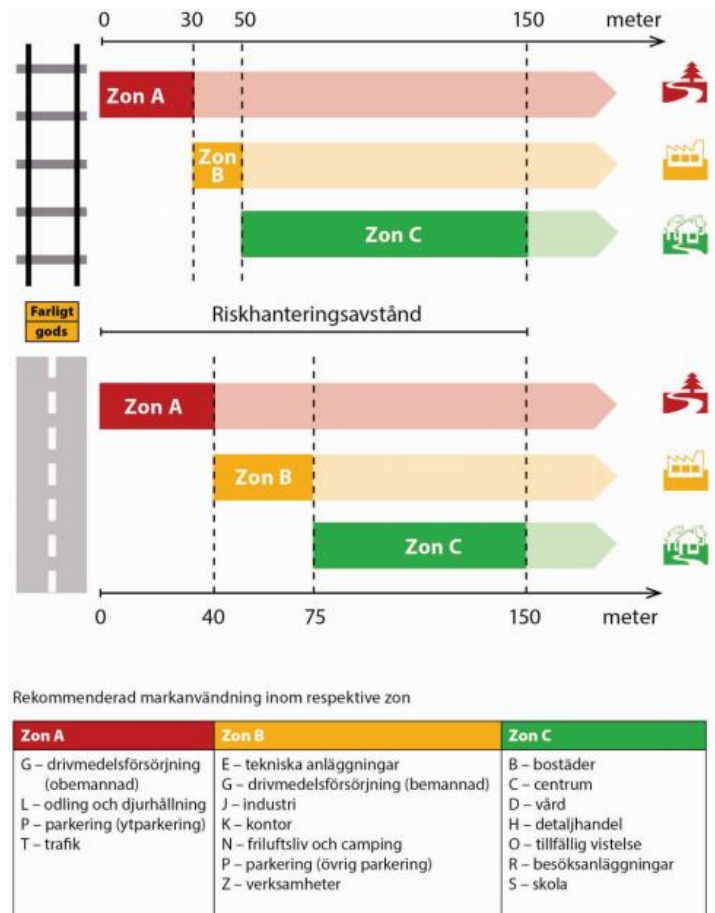 0 30 50 150 meter
Zon A
Zon
B
Zon C
Farligt
gods
Riskhanteringsavstånd
Zon A
Zon B
Zon C
0 40 75 150 meter
Rekommenderad markanvändning inom respektive zon
Zon A
G – drivmedelsförsörjning
(obemannad)
L – odling och djurhållning
P – parkering (ytparkering)
T – trafik
Zon B
E – tekniska anläggningar
G – drivmedelsförsörjning (bemannad)
J – industri
K – kontor
N – friluftsliv och camping
P – parkering (övrig parkering)
Z – verksamheter
Zon C
B – bostäder
C – centrum
D – vård
H – detaljhandel
O – tillfällig vistelse
R – besöksanläggningar
S – skola